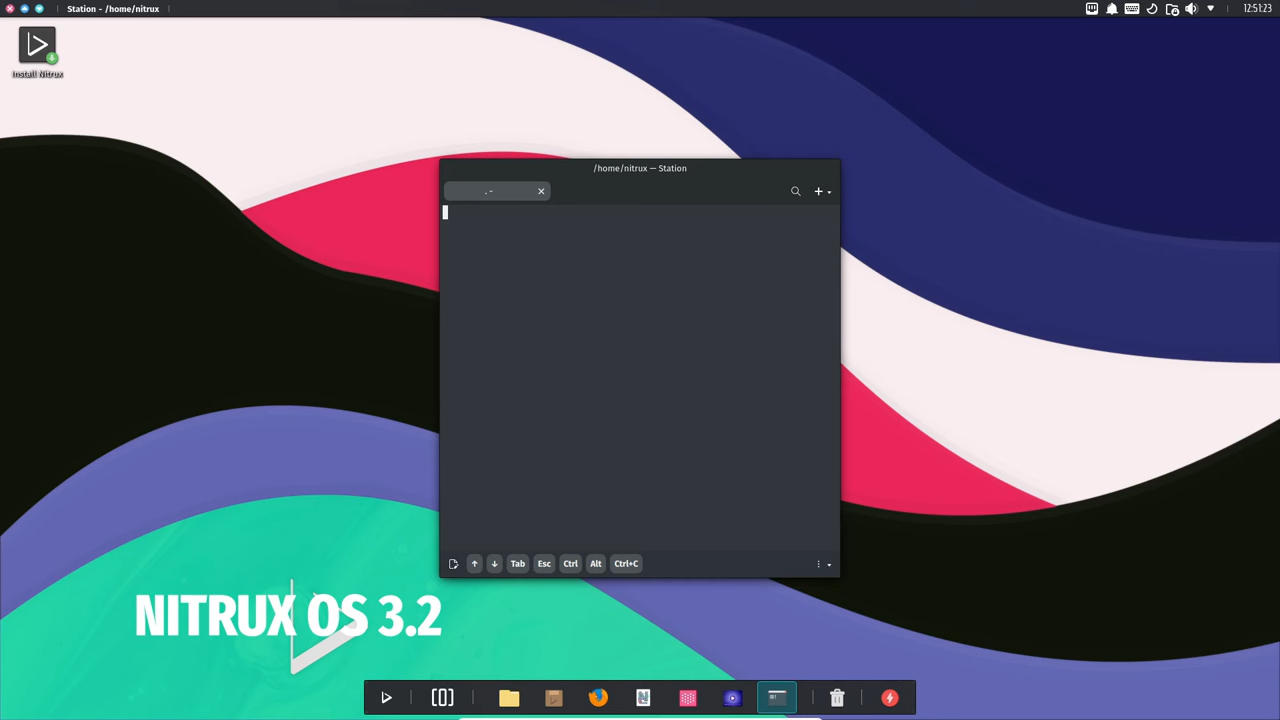 Station - /home/nitrux
12:51:23
Install Nitrux
/home/nitrux — Station
. -
Tab Esc Ctrl Alt Ctrl+C
NITRUX OS 3.2